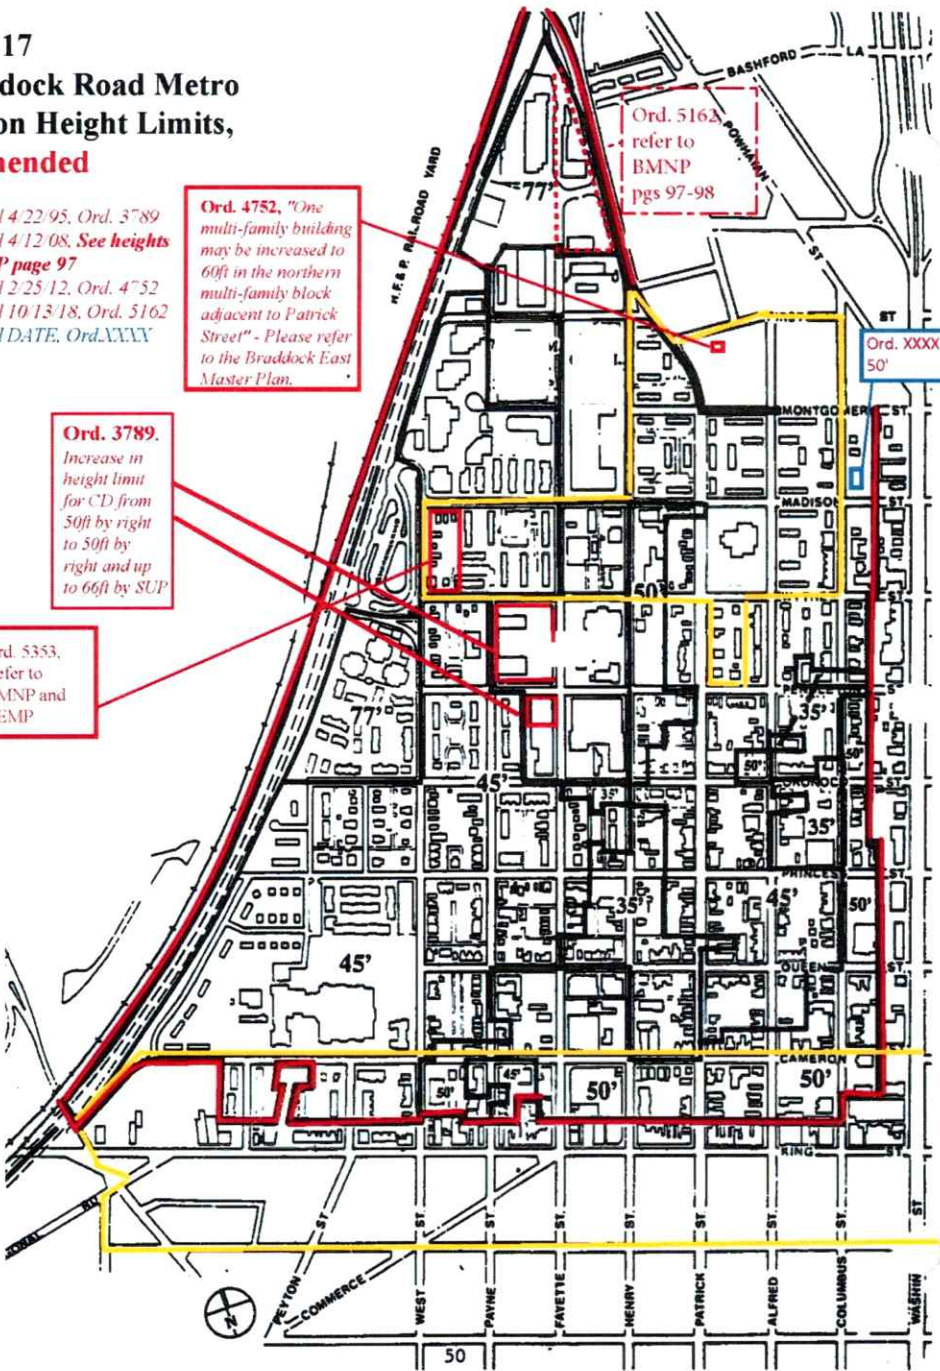 17
dock Road Metro
on Height Limits,
ended
4/22/95, Ord. 3789
4/12/08, See heights
P page 97
2/25/12, Ord. 4752
10/13/18, Ord. 5162
DATE, Ord.XXXX
Ord. 4752, "One
multi-family building
may be increased to
60ft in the northern
multi-family block
adjacent to Patrick
Street" - Please refer
to the Braddock East
Master Plan.
Ord. 5162,
refer to
BMNP
pgs 97-98
Ord. XXXX
50'
Ord. 3789,
Increase in
height limit
for CD from
50ft by right
to 50ft by
right and up
to 66ft by SUP
rd. 5353,
efer to
MNP and
EMP
BASHFORD LA
POWHATAN ST
R.F.& P. RAILROAD YARD
77'
ST
MONTGOMERY ST.
MADISON ST.
50'
ST.
77'
ST
35'
50'
50'
45'
ORONOCO ST.
35'
35'
PRINCESS ST.
35'
45'
50'
45'
QUEEN ST.
CAMERON ST.
50'
45'
50'
50'
KING ST.
RD.
PEYTON ST.
COMMERCE
WEST ST.
PAYNE ST.
FAYETTE ST.
HENRY ST.
PATRICK ST.
ALFRED ST.
COLUMBUS ST.
WASHIN ST
N
50